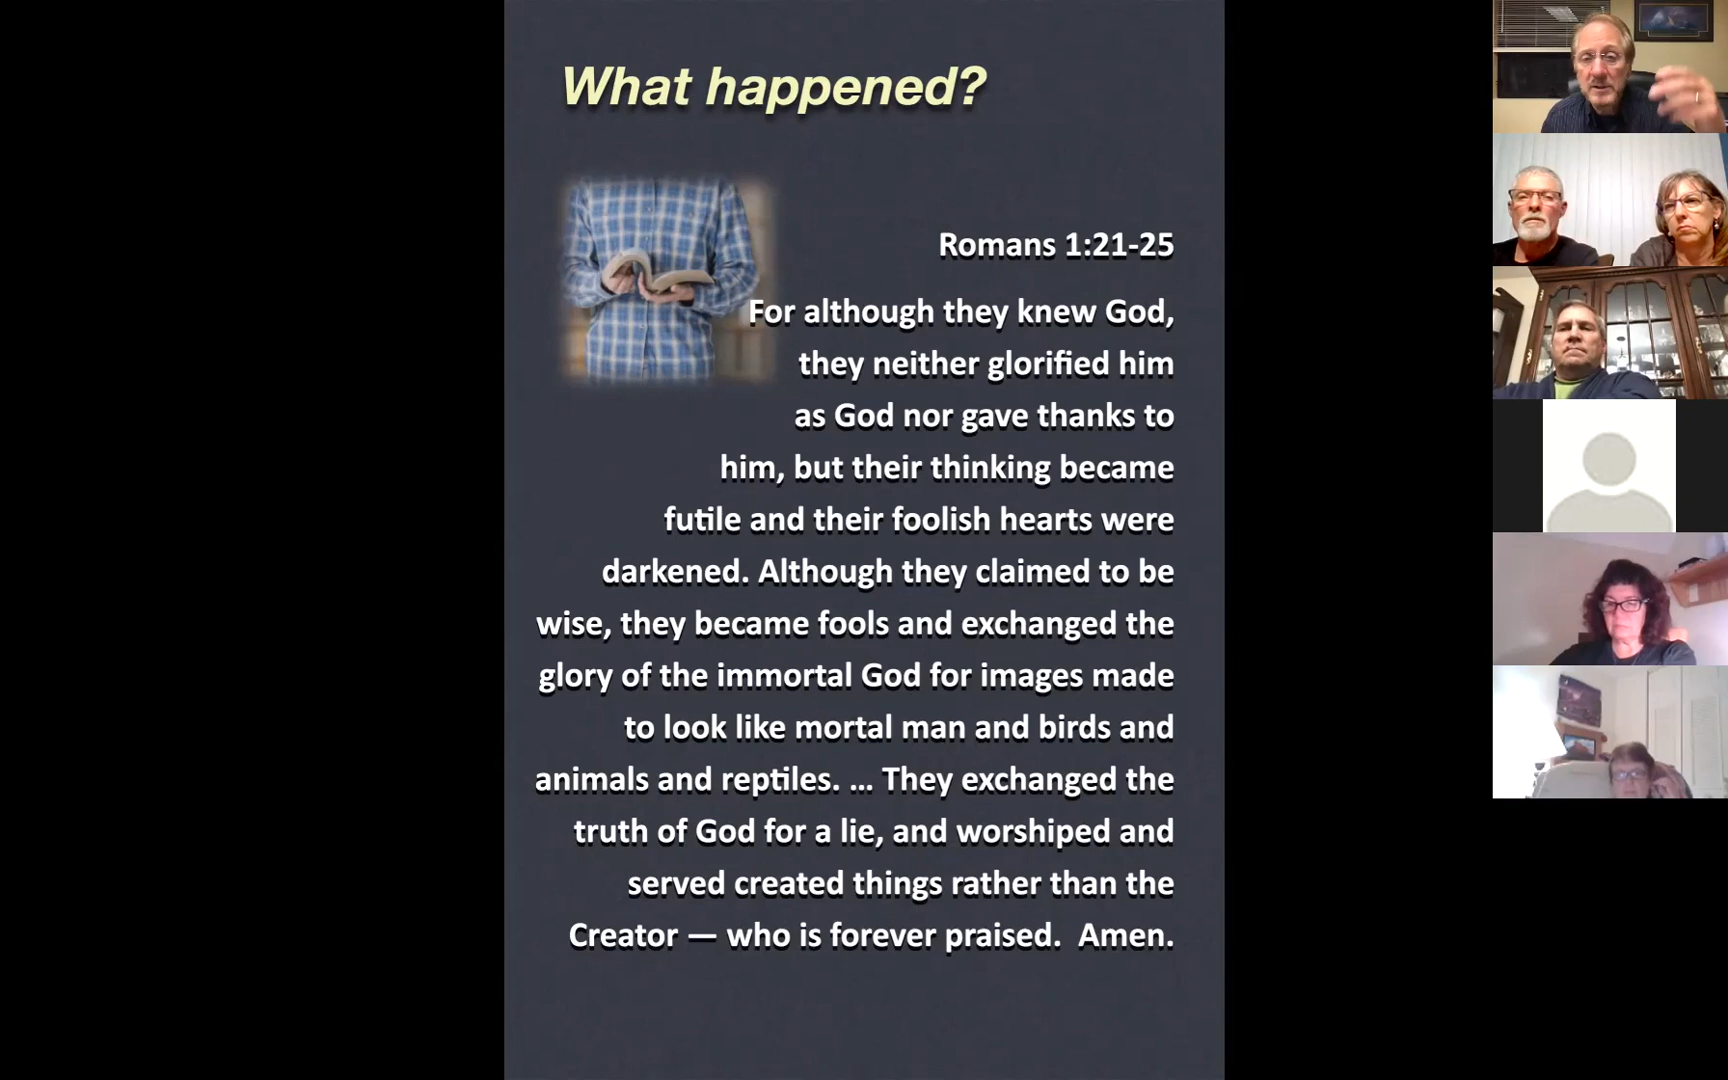 What happened?
Romans 1:21-25
For although they knew God,
they neither glorified him
as God nor gave thanks to
him, but their thinking became
futile and their foolish hearts were
darkened. Although they claimed to be
wise, they became fools and exchanged the
glory of the immortal God for images made
to look like mortal man and birds and
animals and reptiles. ... They exchanged the
truth of God for a lie, and worshiped and
served created things rather than the
Creator — who is forever praised.  Amen.